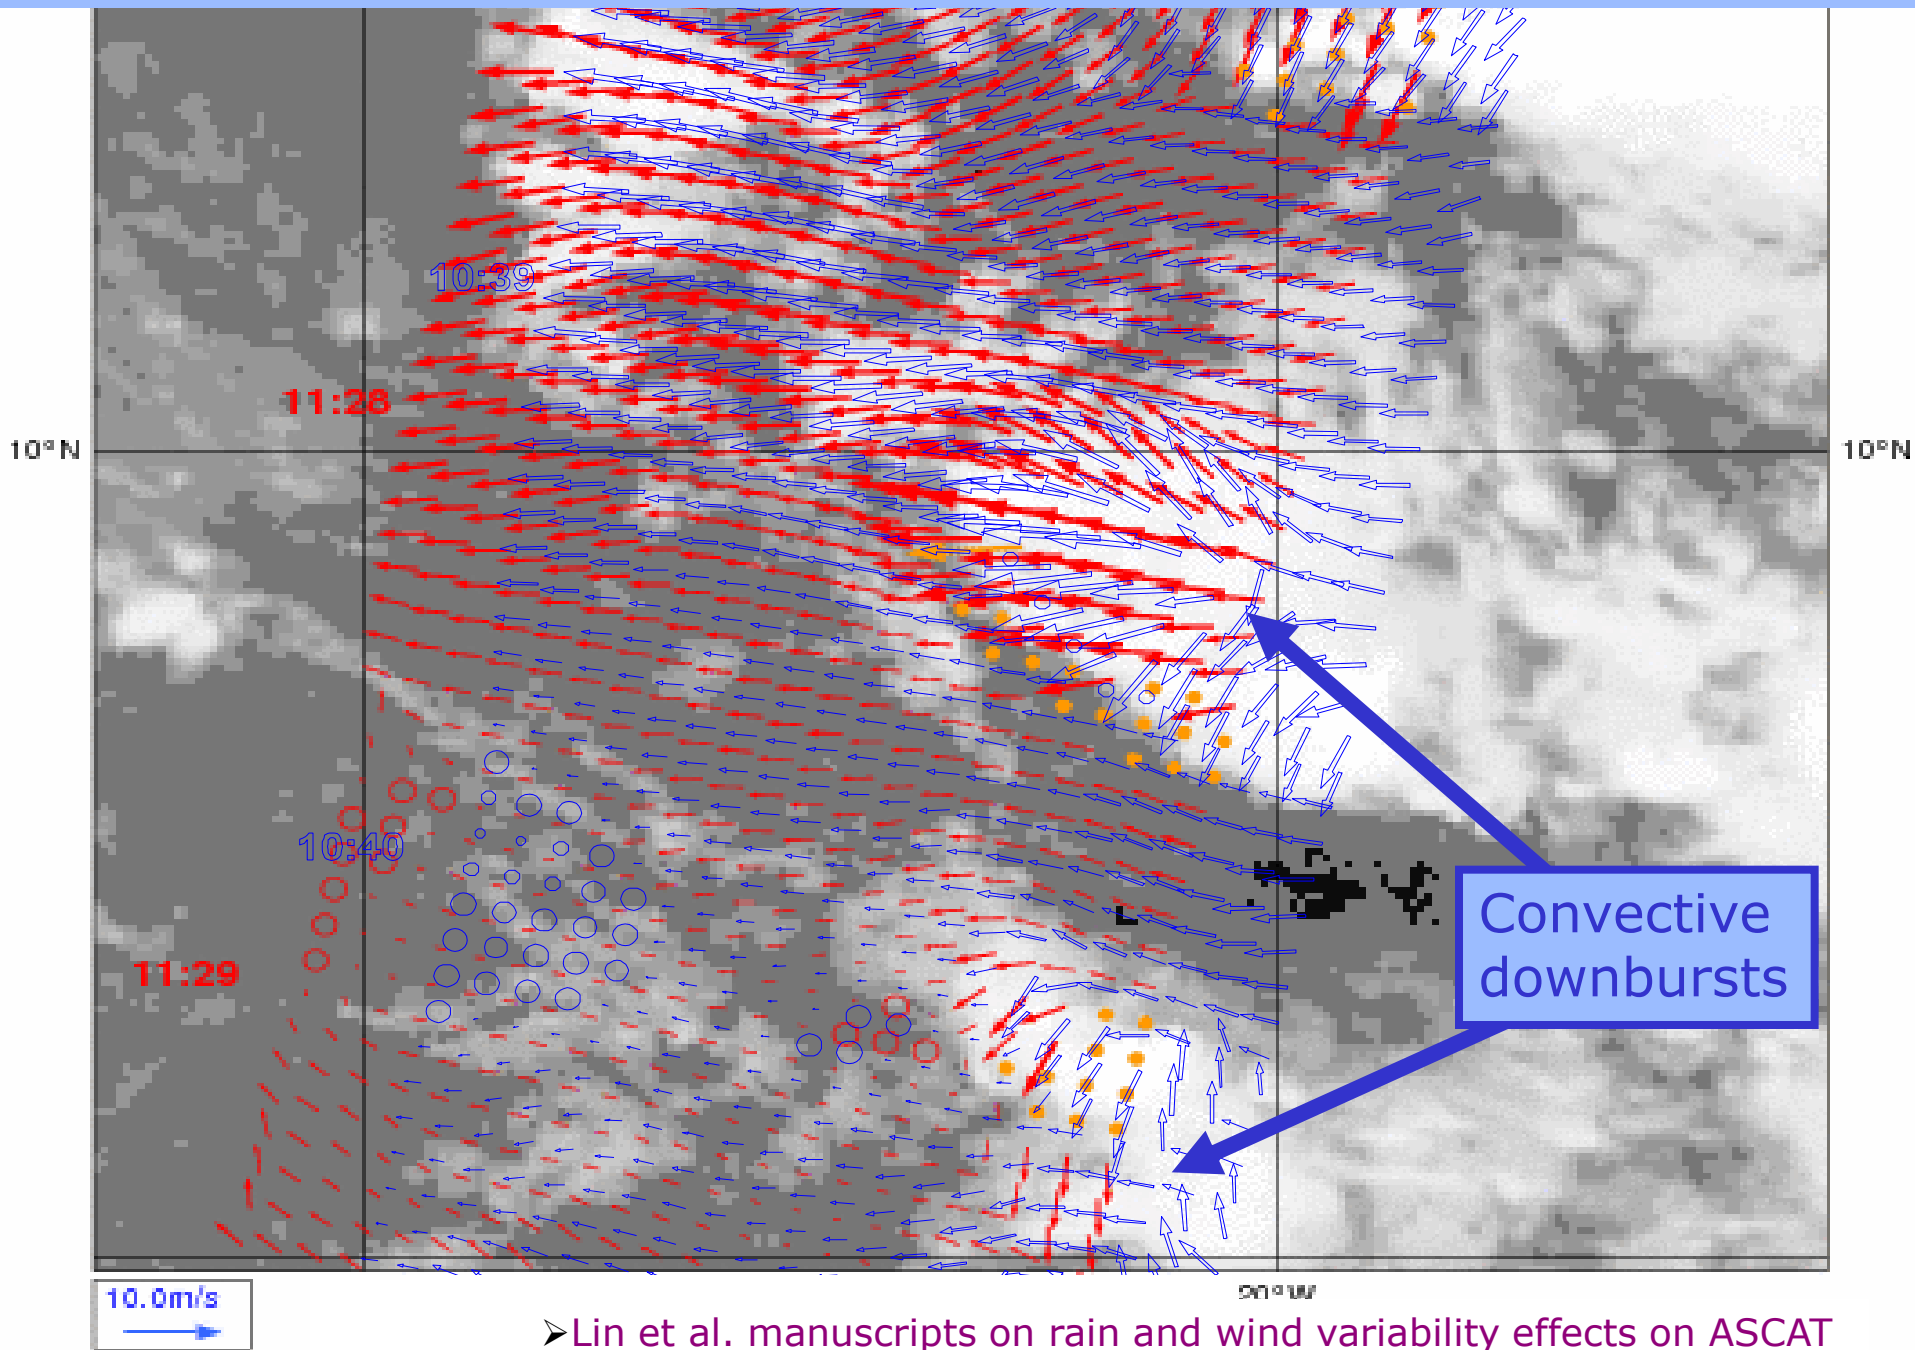 10:39
11:28
10°N
10°N
10:40
11:29
Convective
downbursts
10.0m/s
20°W
➢Lin et al. manuscripts on rain and wind variability effects on ASCAT